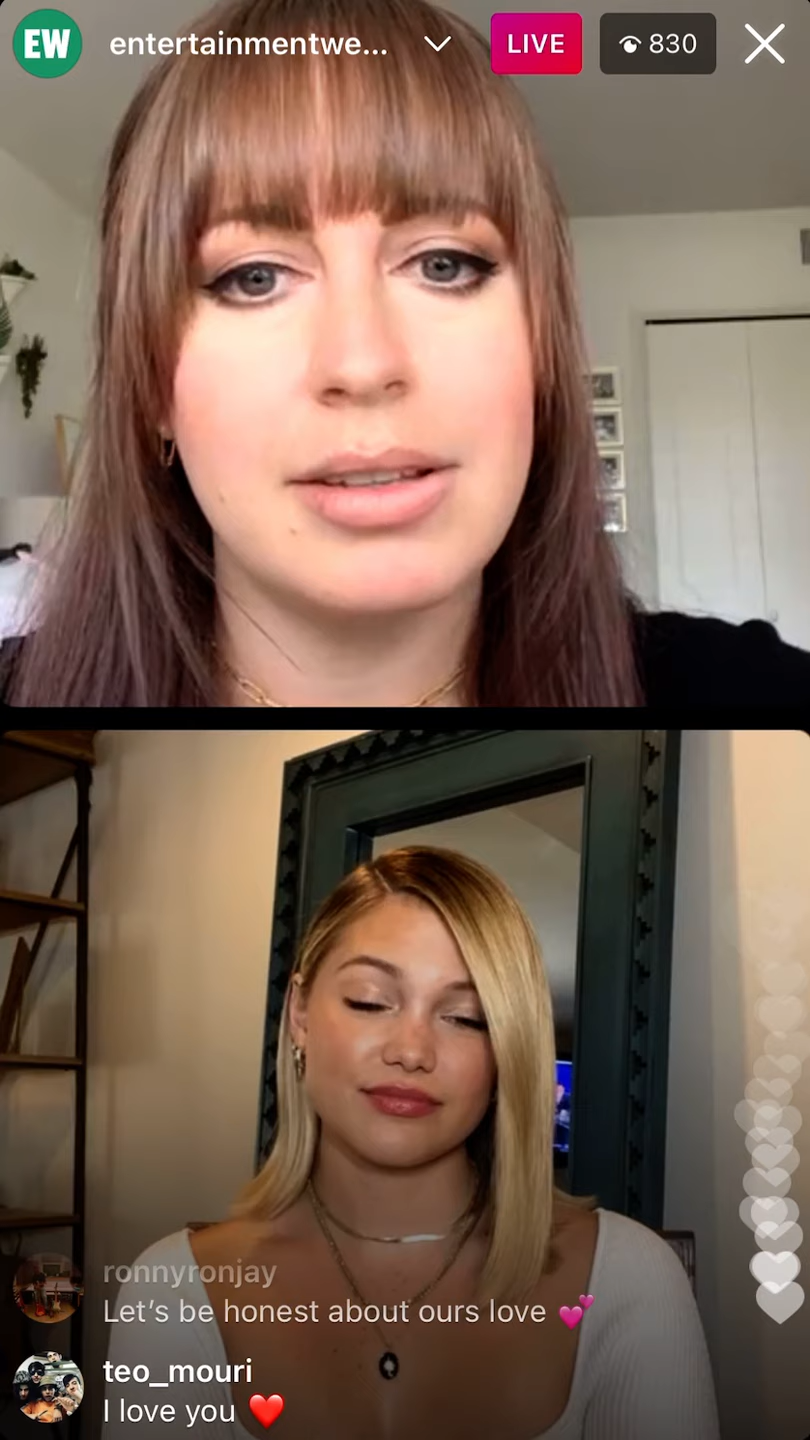 EW entertainmentwe... LIVE 830
ronnyronjay
Let’s be honest about ours love 💕
teo_mouri
I love you ❤️